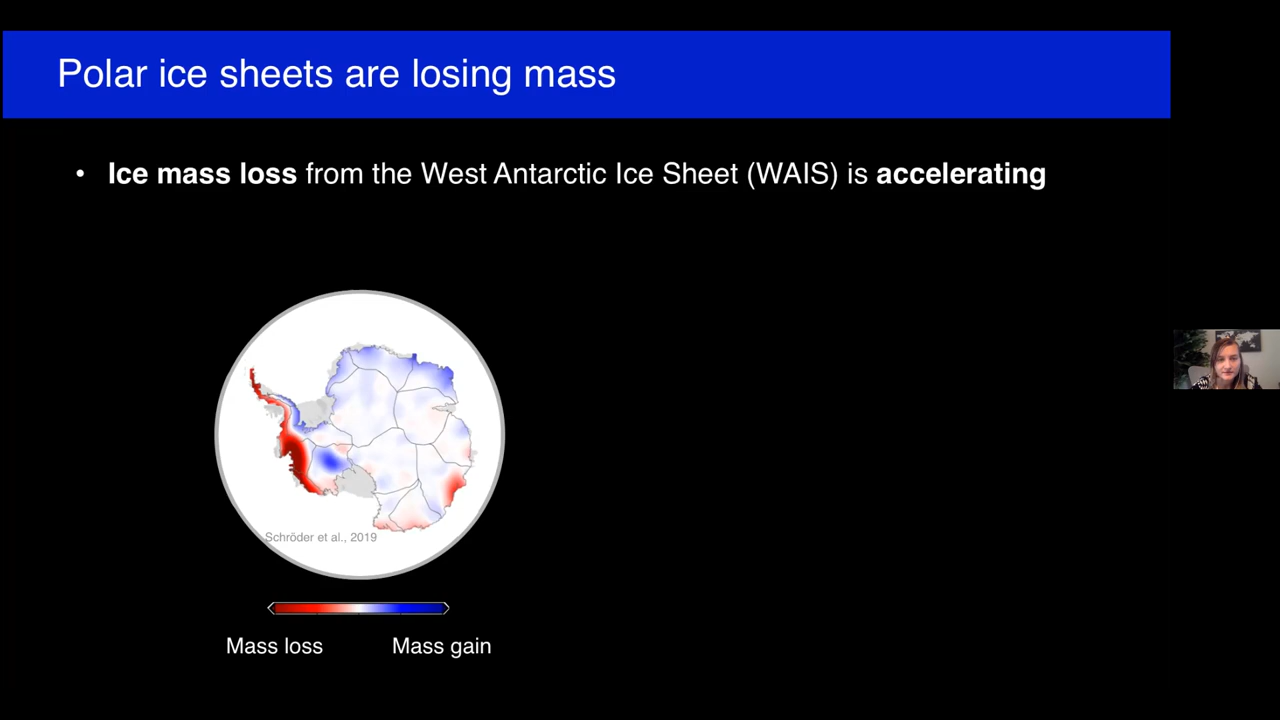 Polar ice sheets are losing mass
• Ice mass loss from the West Antarctic Ice Sheet (WAIS) is accelerating
Schröder et al., 2019
Mass loss Mass gain